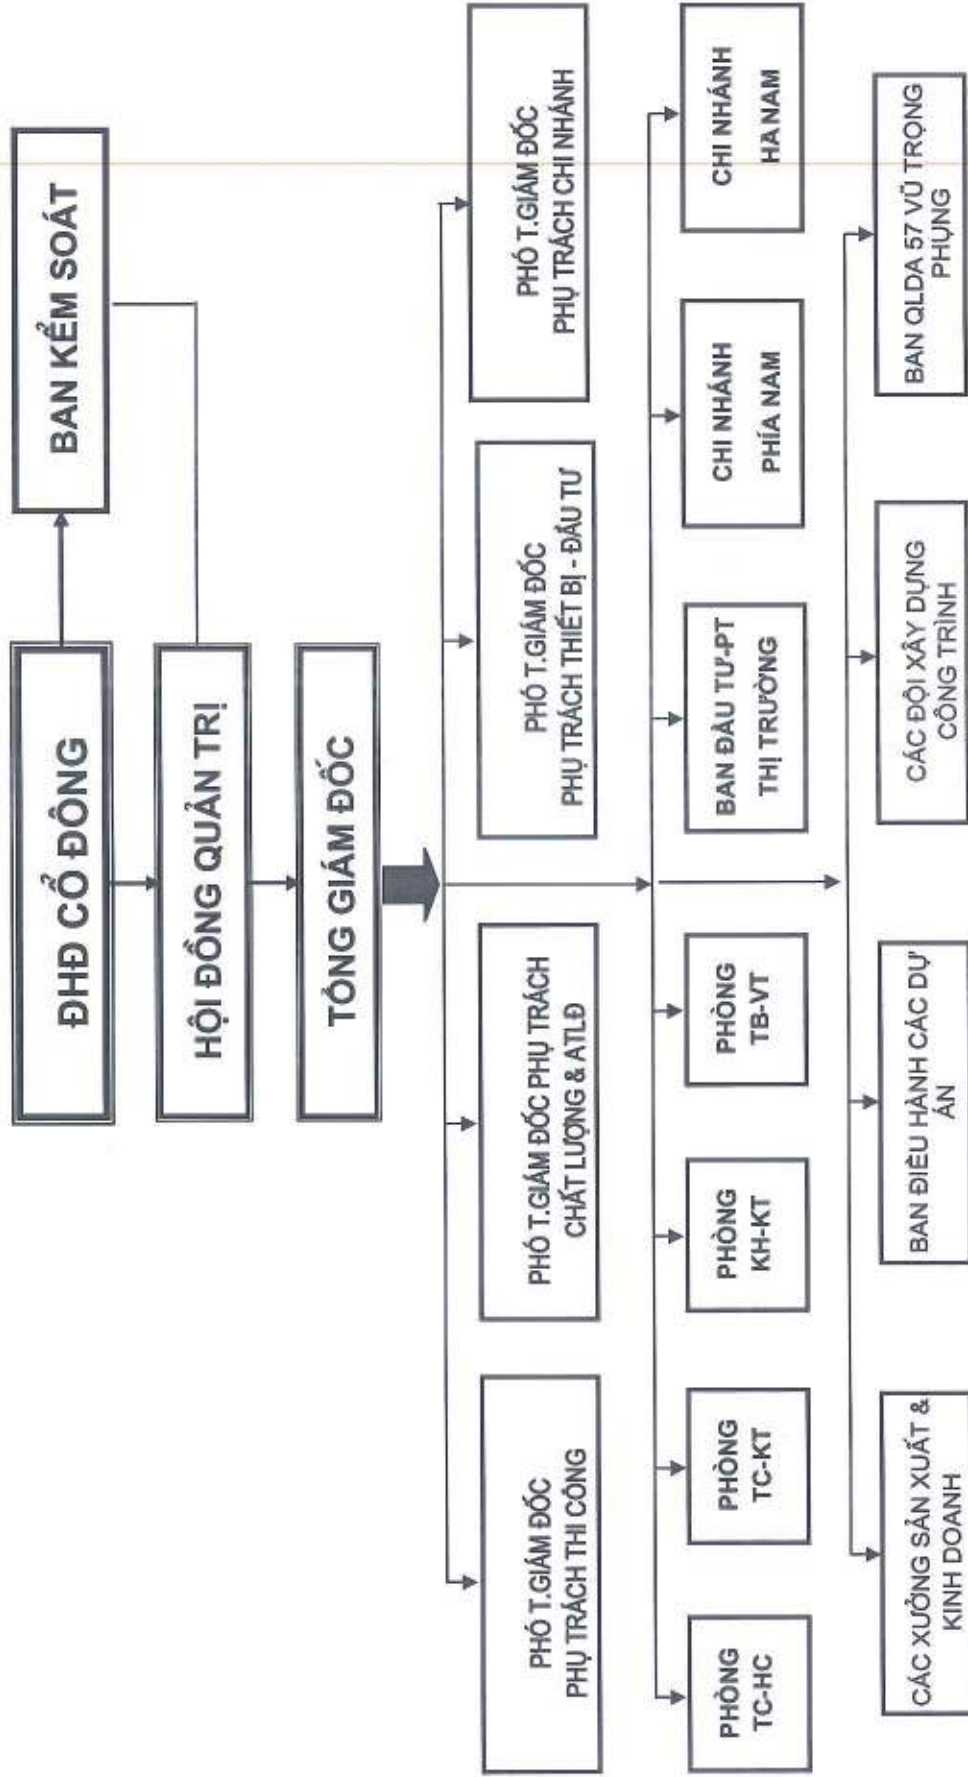 ĐHĐ CỔ ĐÔNG
BAN KỂM SOÁT
HỘI ĐỒNG QUẢN TRỊ
TỔNG GIÁM ĐỐC
PHÓ T.GIÁM ĐỐC
PHỤ TRÁCH THI CÔNG
PHÓ T.GIÁM ĐỐC PHỤ TRÁCH
CHẤT LƯỢNG & ATLĐ
PHÓ T.GIÁM ĐỐC
PHỤ TRÁCH THIẾT BỊ - ĐẦU TƯ
PHÓ T.GIÁM ĐỐC
PHỤ TRÁCH CHI NHÁNH
PHÒNG
TC-HC
PHÒNG
TC-KT
PHÒNG
KH-KT
PHÒNG
TB-VT
BAN ĐẦU TƯ-PT
THỊ TRƯỜNG
CHI NHÁNH
PHÍA NAM
CHI NHÁNH
HÀ NAM
CÁC XƯỞNG SẢN XUẤT &
KINH DOANH
BAN ĐIỀU HÀNH CÁC DỰ
ÁN
CÁC ĐỘI XÂY DỰNG
CÔNG TRÌNH
BAN QLDA 57 VŨ TRỌNG
PHỤNG